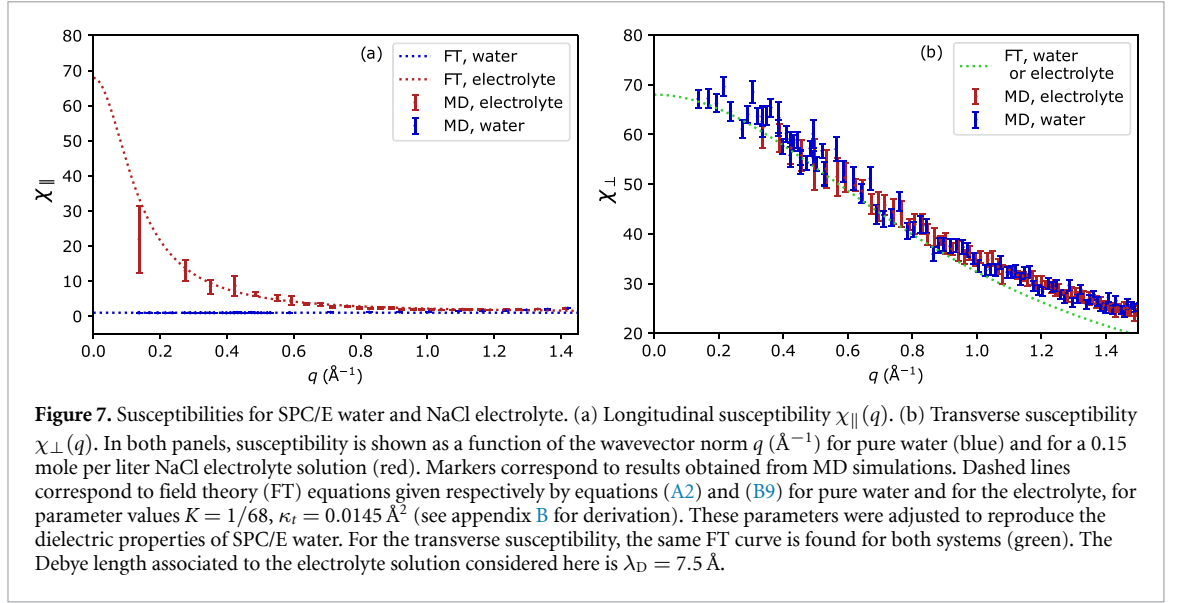 80
70
60
50
40
30
20
10
0
χ∥
0.0 0.2 0.4 0.6 0.8 1.0 1.2 1.4
q (Å⁻¹)
(a)
FT, water
FT, electrolyte
MD, electrolyte
MD, water
80
70
60
50
40
30
20
χ⊥
0.0 0.2 0.4 0.6 0.8 1.0 1.2 1.4
q (Å⁻¹)
(b)
FT, water
or electrolyte
MD, electrolyte
MD, water
Figure 7. Susceptibilities for SPC/E water and NaCl electrolyte. (a) Longitudinal susceptibility χ∥(q). (b) Transverse susceptibility
χ⊥(q). In both panels, susceptibility is shown as a function of the wavevector norm q (Å⁻¹) for pure water (blue) and for a 0.15
mole per liter NaCl electrolyte solution (red). Markers correspond to results obtained from MD simulations. Dashed lines
correspond to field theory (FT) equations given respectively by equations (A2) and (B9) for pure water and for the electrolyte, for
parameter values K = 1/68, κₜ = 0.0145 Å² (see appendix B for derivation). These parameters were adjusted to reproduce the
dielectric properties of SPC/E water. For the transverse susceptibility, the same FT curve is found for both systems (green). The
Debye length associated to the electrolyte solution considered here is λD = 7.5 Å.